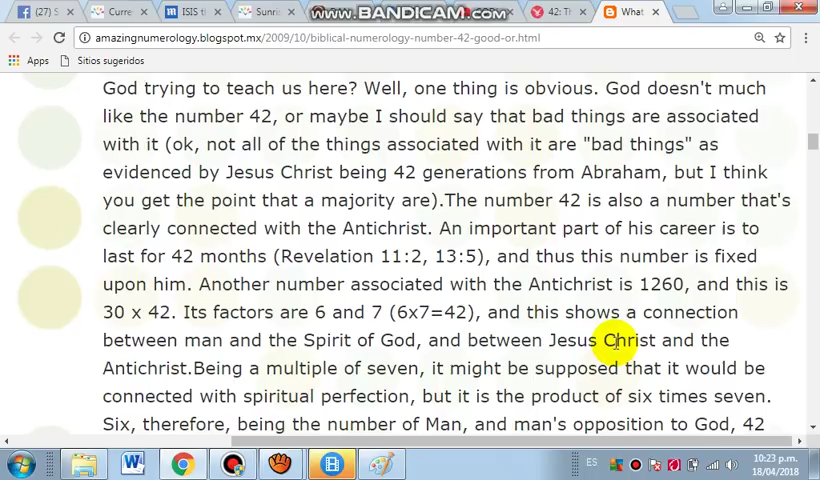 (27) S
Curre
ISIS t
Sunris
42: Th
What
www.BANDICAM.com
amazingnumerology.blogspot.mx/2009/10/biblical-numerology-number-42-good-or.html
Apps
Sitios sugeridos
God trying to teach us here? Well, one thing is obvious. God doesn't much
like the number 42, or maybe I should say that bad things are associated
with it (ok, not all of the things associated with it are "bad things" as
evidenced by Jesus Christ being 42 generations from Abraham, but I think
you get the point that a majority are).The number 42 is also a number that's
clearly connected with the Antichrist. An important part of his career is to
last for 42 months (Revelation 11:2, 13:5), and thus this number is fixed
upon him. Another number associated with the Antichrist is 1260, and this is
30 x 42. Its factors are 6 and 7 (6x7=42), and this shows a connection
between man and the Spirit of God, and between Jesus Christ and the
Antichrist.Being a multiple of seven, it might be supposed that it would be
connected with spiritual perfection, but it is the product of six times seven.
Six, therefore, being the number of Man, and man's opposition to God, 42
ES
10:23 p.m.
18/04/2018